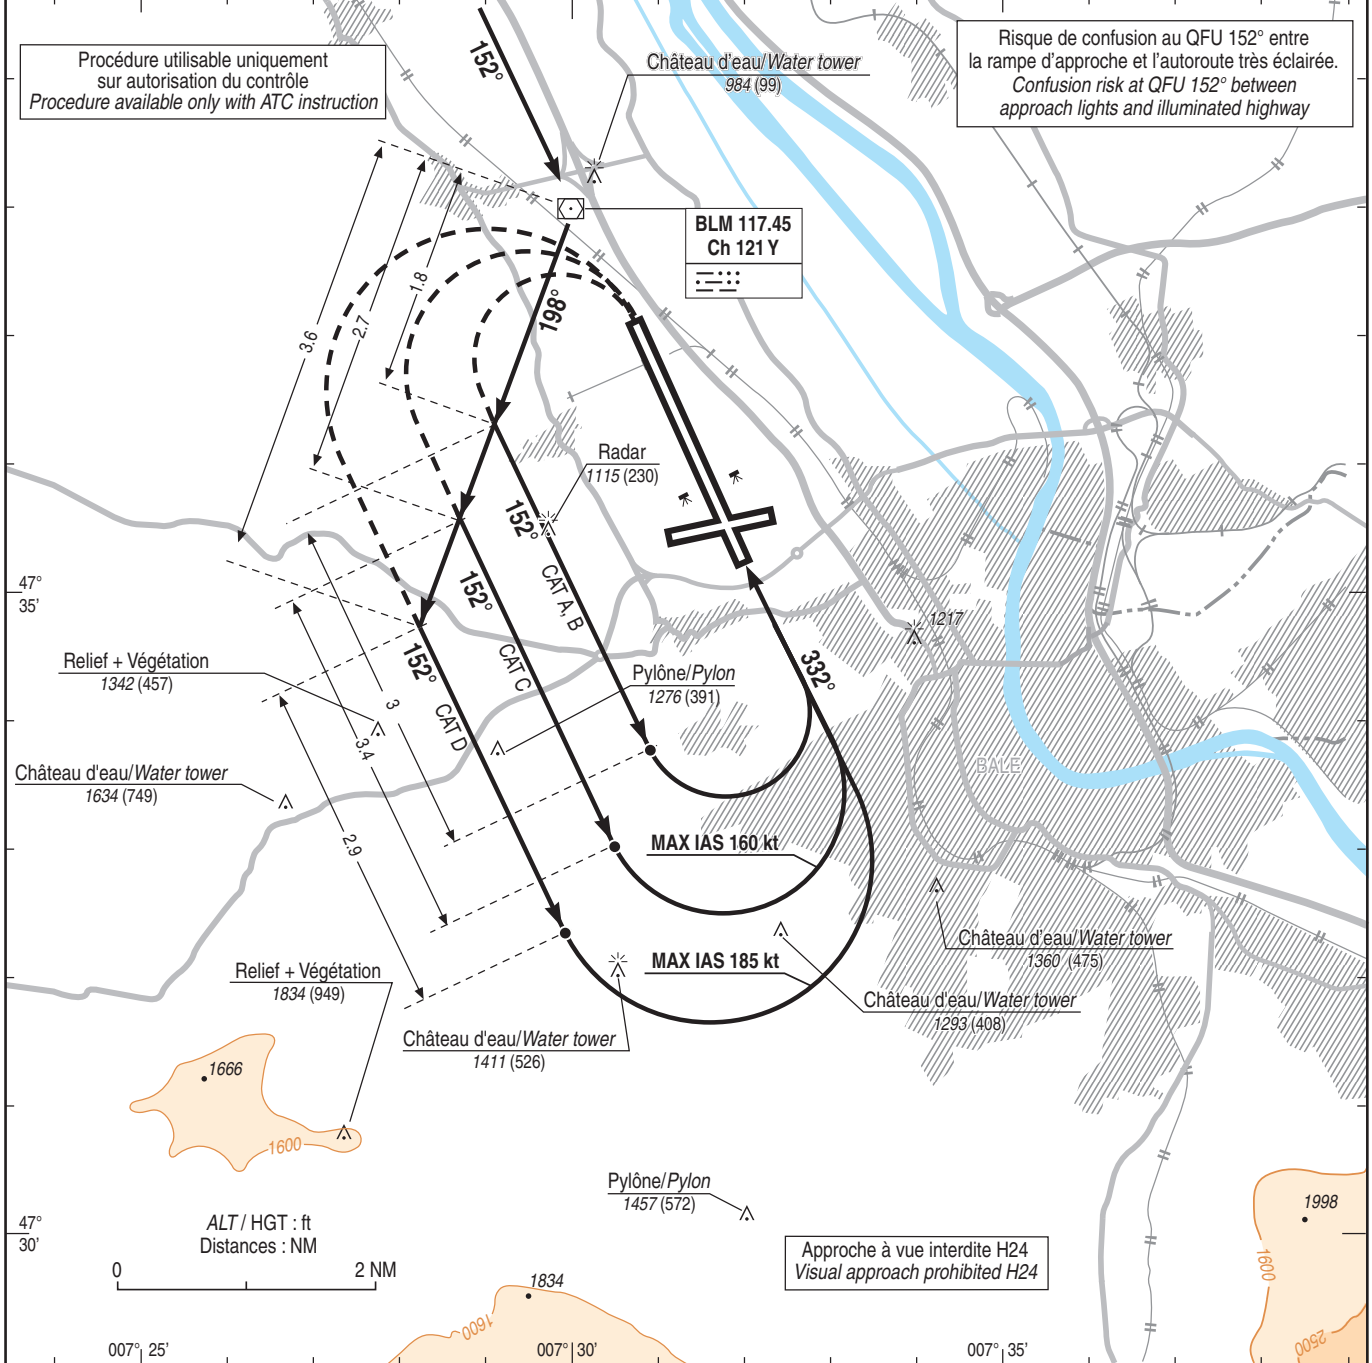 Procédure utilisable uniquement
sur autorisation du contrôle
Procedure available only with ATC instruction
152°
Château d'eau/Water tower
984 (99)
Risque de confusion au QFU 152° entre
la rampe d'approche et l'autoroute très éclairée.
Confusion risk at QFU 152° between
approach lights and illuminated highway
BLM 117.45
Ch 121 Y
3.6
2.7
1.8
198°
Radar
1115 (230)
152°
CAT A, B
152°
CAT C
152°
CAT D
47°
35'
1217
332°
Relief + Végétation
1342 (457)
Pylône/Pylon
1276 (391)
3
3.4
2.9
Château d'eau/Water tower
1634 (749)
BALE
MAX IAS 160 kt
MAX IAS 185 kt
Château d'eau/Water tower
1360 (475)
Château d'eau/Water tower
1293 (408)
Relief + Végétation
1834 (949)
Château d'eau/Water tower
1411 (526)
1666
1600
Pylône/Pylon
1457 (572)
1998
1600
2500
47°
30'
ALT / HGT : ft
Distances : NM
0 2 NM
Approche à vue interdite H24
Visual approach prohibited H24
1834
1600
007° 25'
007° 30'
007° 35'